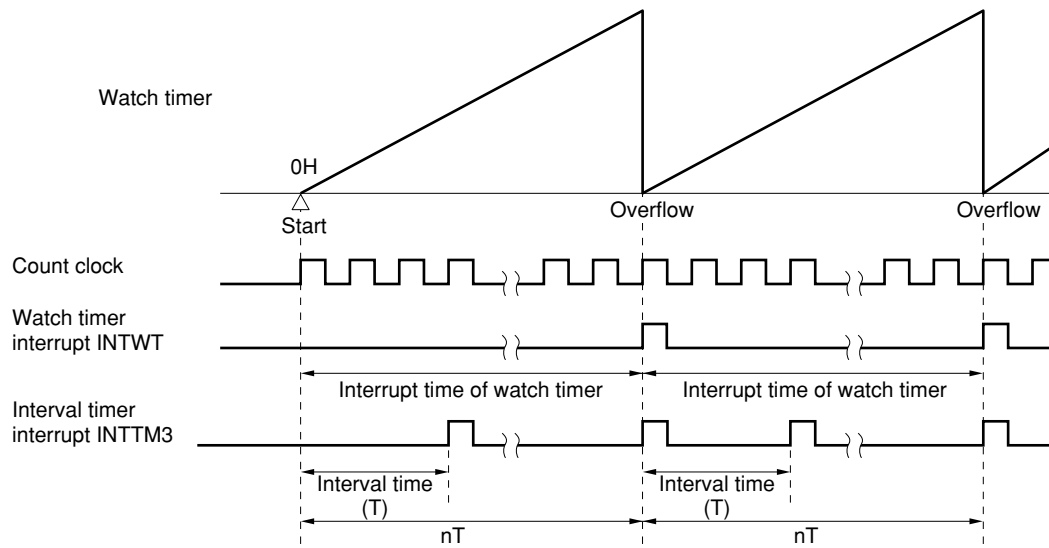 Watch timer
0H
Start
Overflow
Overflow
Count clock
Watch timer
interrupt INTWT
Interrupt time of watch timer
Interrupt time of watch timer
Interval timer
interrupt INTTM3
Interval time
(T)
Interval time
(T)
nT
nT